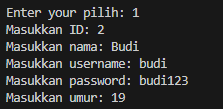 Enter your pilih: 1
Masukkan ID: 2
Masukkan nama: Budi
Masukkan username: budi
Masukkan password: budi123
Masukkan umur: 19